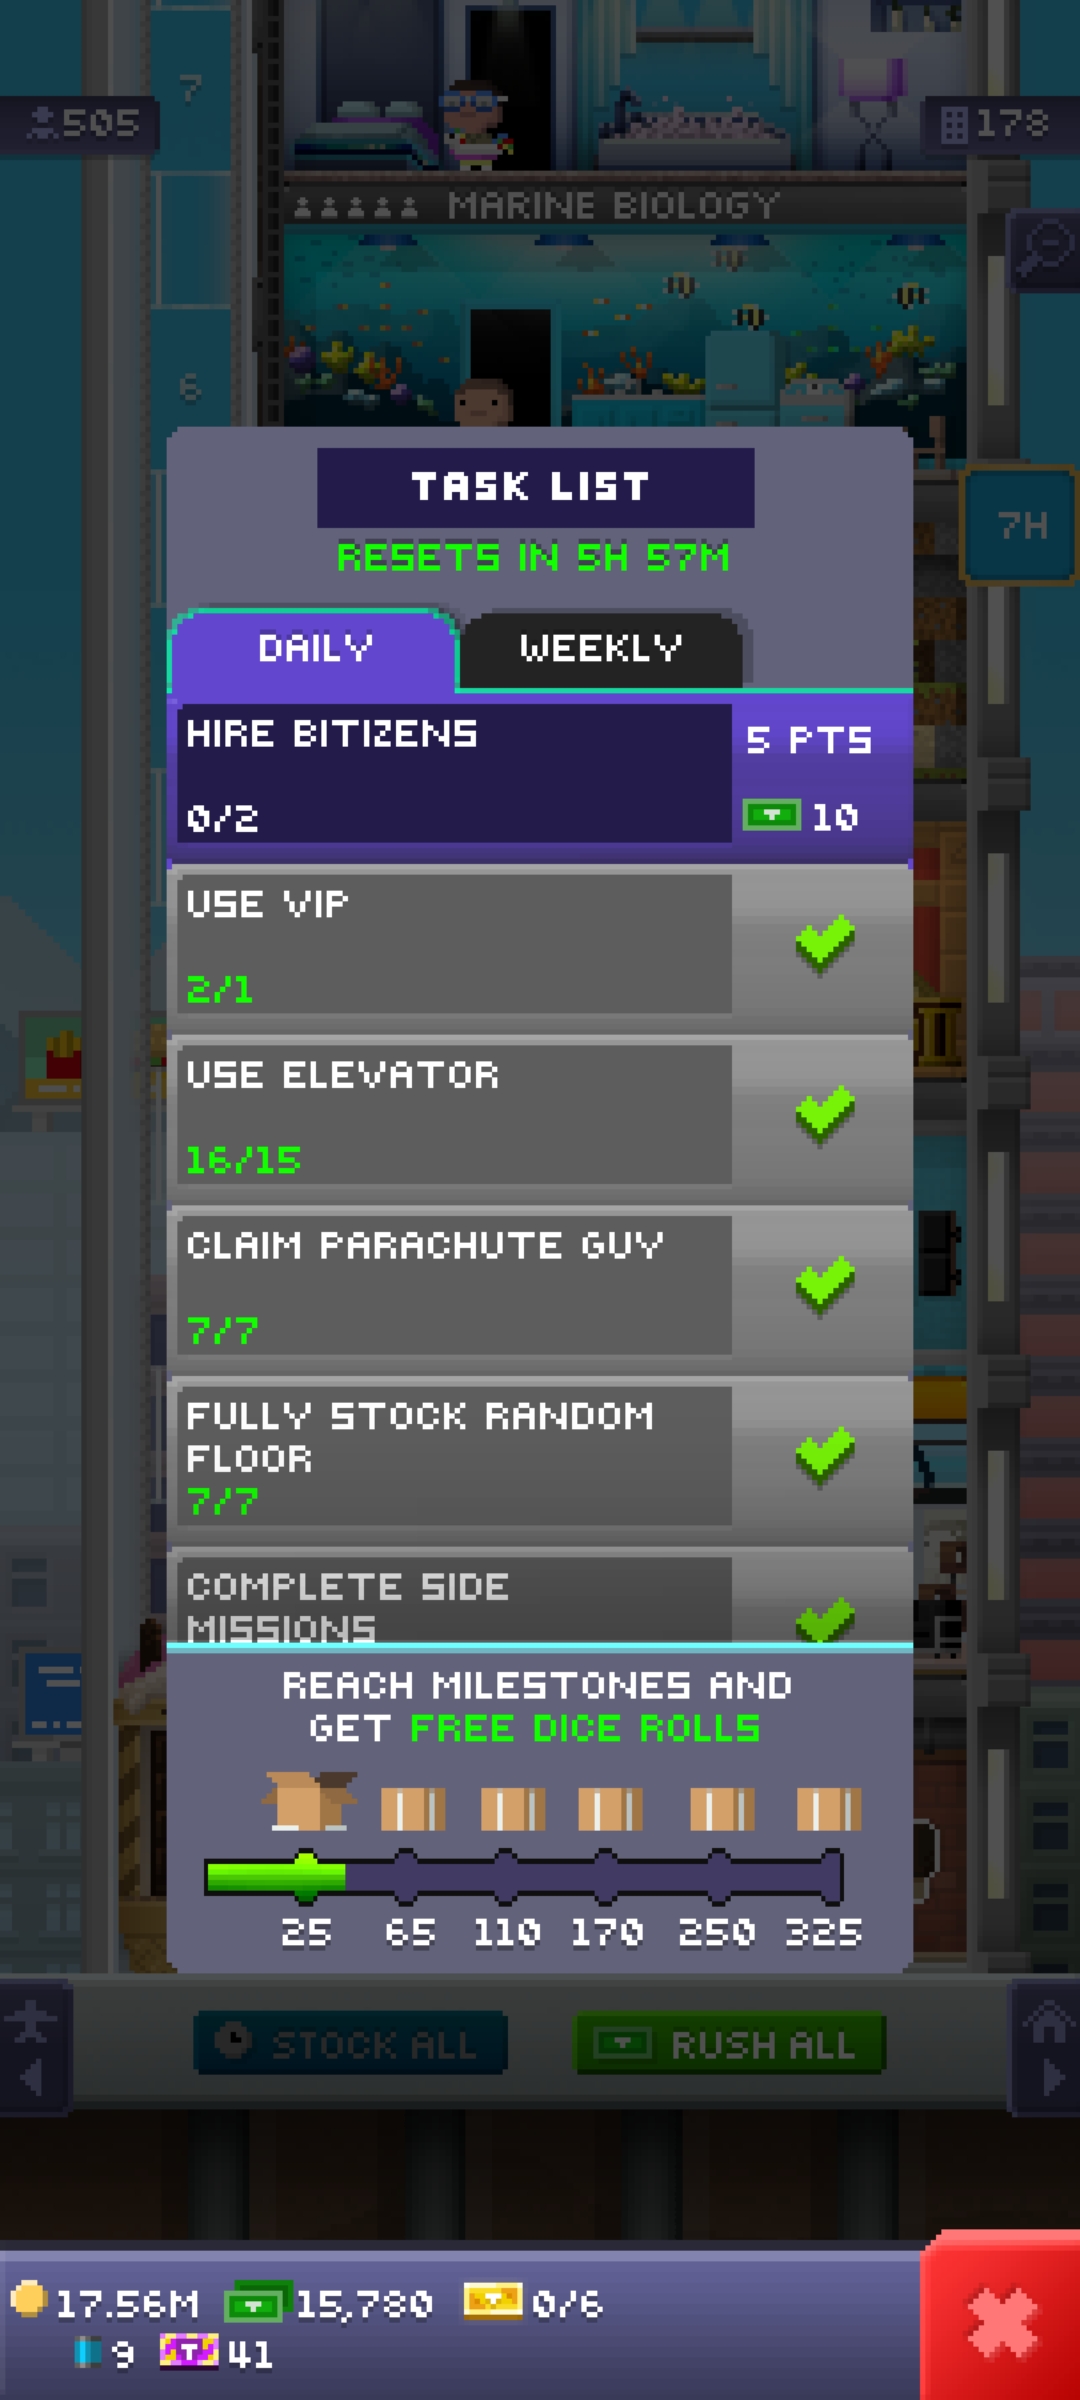 7
505
178
MARINE BIOLOGY
6
TASK LIST
7H
RESETS IN 5H 57M
DAILY
WEEKLY
HIRE BITIZENS
5 PTS
0/2
10
USE VIP
2/1
USE ELEVATOR
16/15
CLAIM PARACHUTE GUY
7/7
FULLY STOCK RANDOM
FLOOR
7/7
COMPLETE SIDE
MISSIONS
REACH MILESTONES AND
GET FREE DICE ROLLS
25 65 110 170 250 325
STOCK ALL
RUSH ALL
17.56M 15,780 0/6
9 41